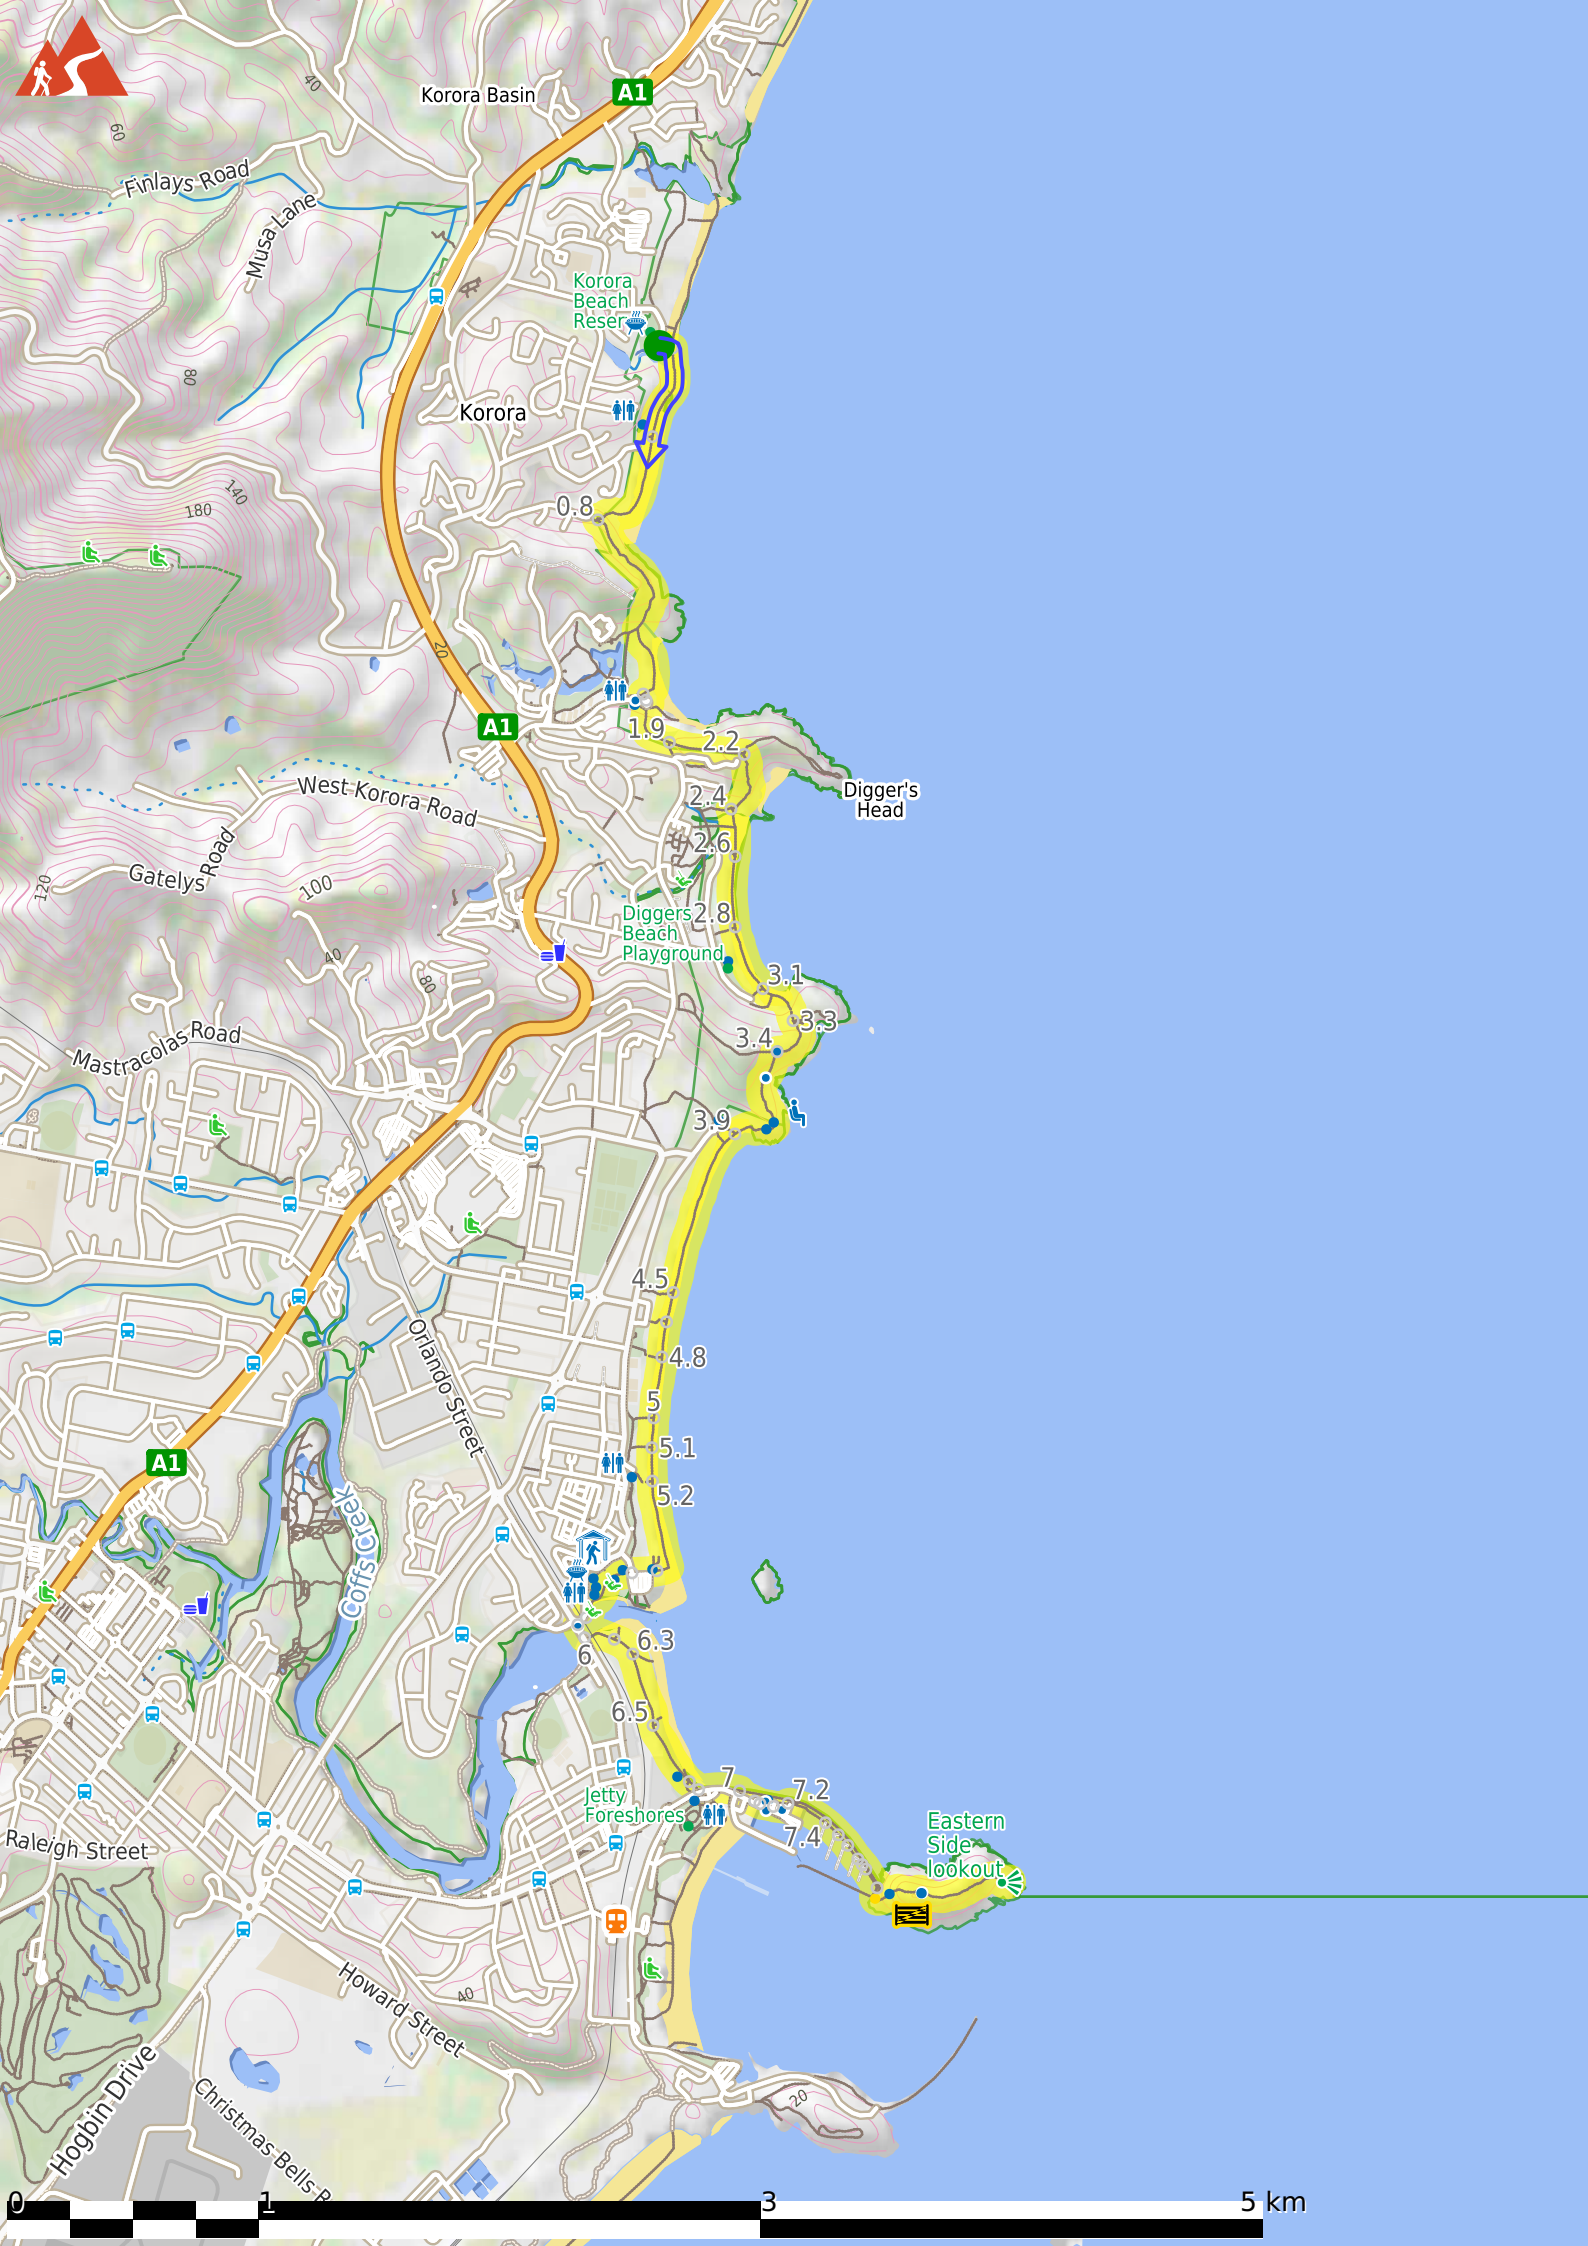 40
Korora Basin
A1
60
Finlays Road
Musa Lane
Korora
Beach
Reser
80
Korora
140
180
0.8
20
1.9
2.2
A1
West Korora Road
2.4
Digger's
Head
Gatelys Road
2.6
120
100
Diggers
Beach
Playground
2.8
40
80
3.1
3.3
Mastracolas Road
3.4
3.9
4.5
Orlando Street
4.8
5
5.1
A1
5.2
Coffs Creek
6
6.3
6.5
7
7.2
Jetty
Foreshores
7.4
Eastern
Side
lookout
Raleigh Street
Howard Street
40
Hogbin Drive
Christmas Bells R
20
0
1
3
5 km